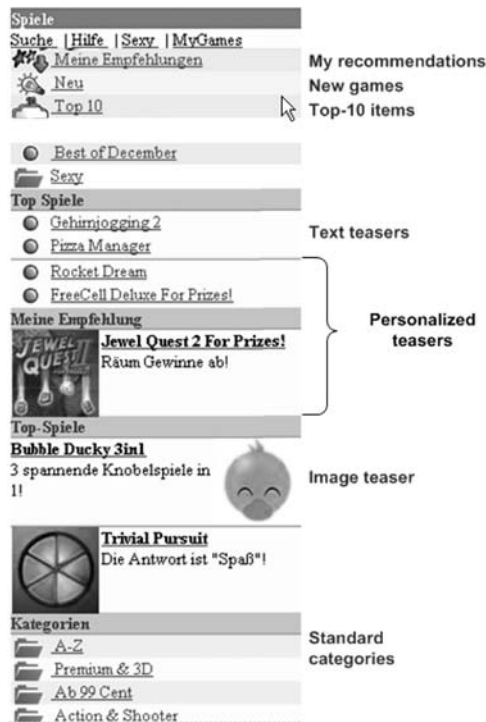 Spiele
Suche | Hilfe | Sexy | MyGames
Meine Empfehlungen
My recommendations
Neu
New games
Top 10
Top-10 items
Best of December
Sexy
Top Spiele
Gehirnjogging 2
Text teasers
Pizza Manager
Rocket Dream
FreeCell Deluxe For Prizes!
Personalized
teasers
Meine Empfehlung
JEWEL
QUEST II
Jewel Quest 2 For Prizes!
Räum Gewinne ab!
Top-Spiele
Bubble Ducky 3in1
3 spannende Knobelspiele in
1!
Image teaser
Trivial Pursuit
Die Antwort ist "Spaß"!
Kategorien
A-Z
Standard
categories
Premium & 3D
Ab 99 Cent
Action & Shooter